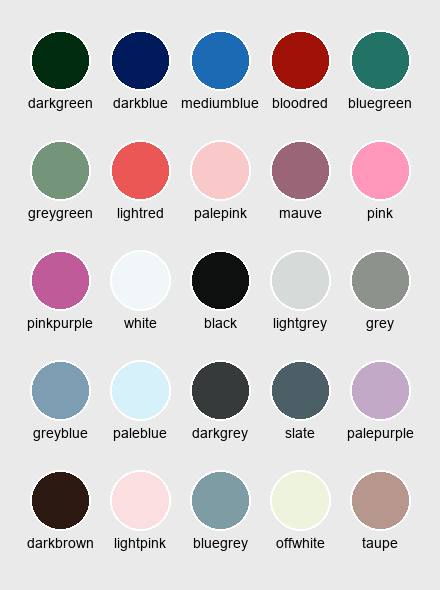 darkgreen darkblue mediumblue bloodred bluegreen
greygreen lightred palepink mauve pink
pinkpurple white black lightgrey grey
greyblue paleblue darkgrey slate palepurple
darkbrown lightpink bluegrey offwhite taupe